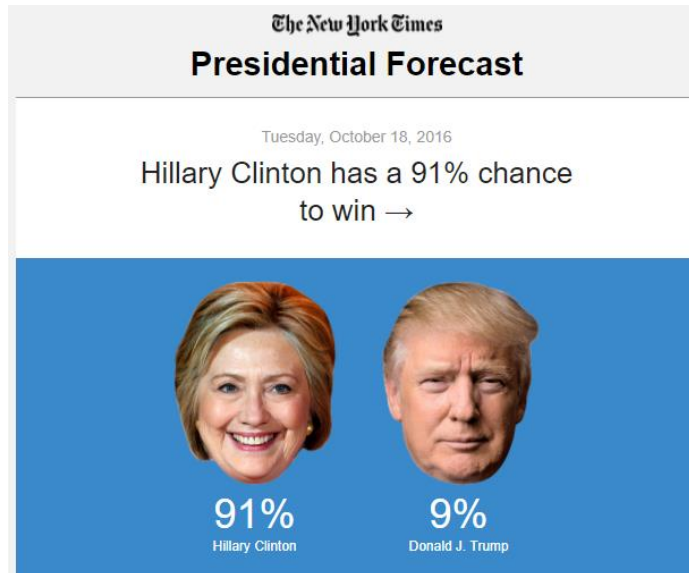 The New York Times
Presidential Forecast
Tuesday, October 18, 2016
Hillary Clinton has a 91% chance
to win →
91%
9%
Hillary Clinton
Donald J. Trump